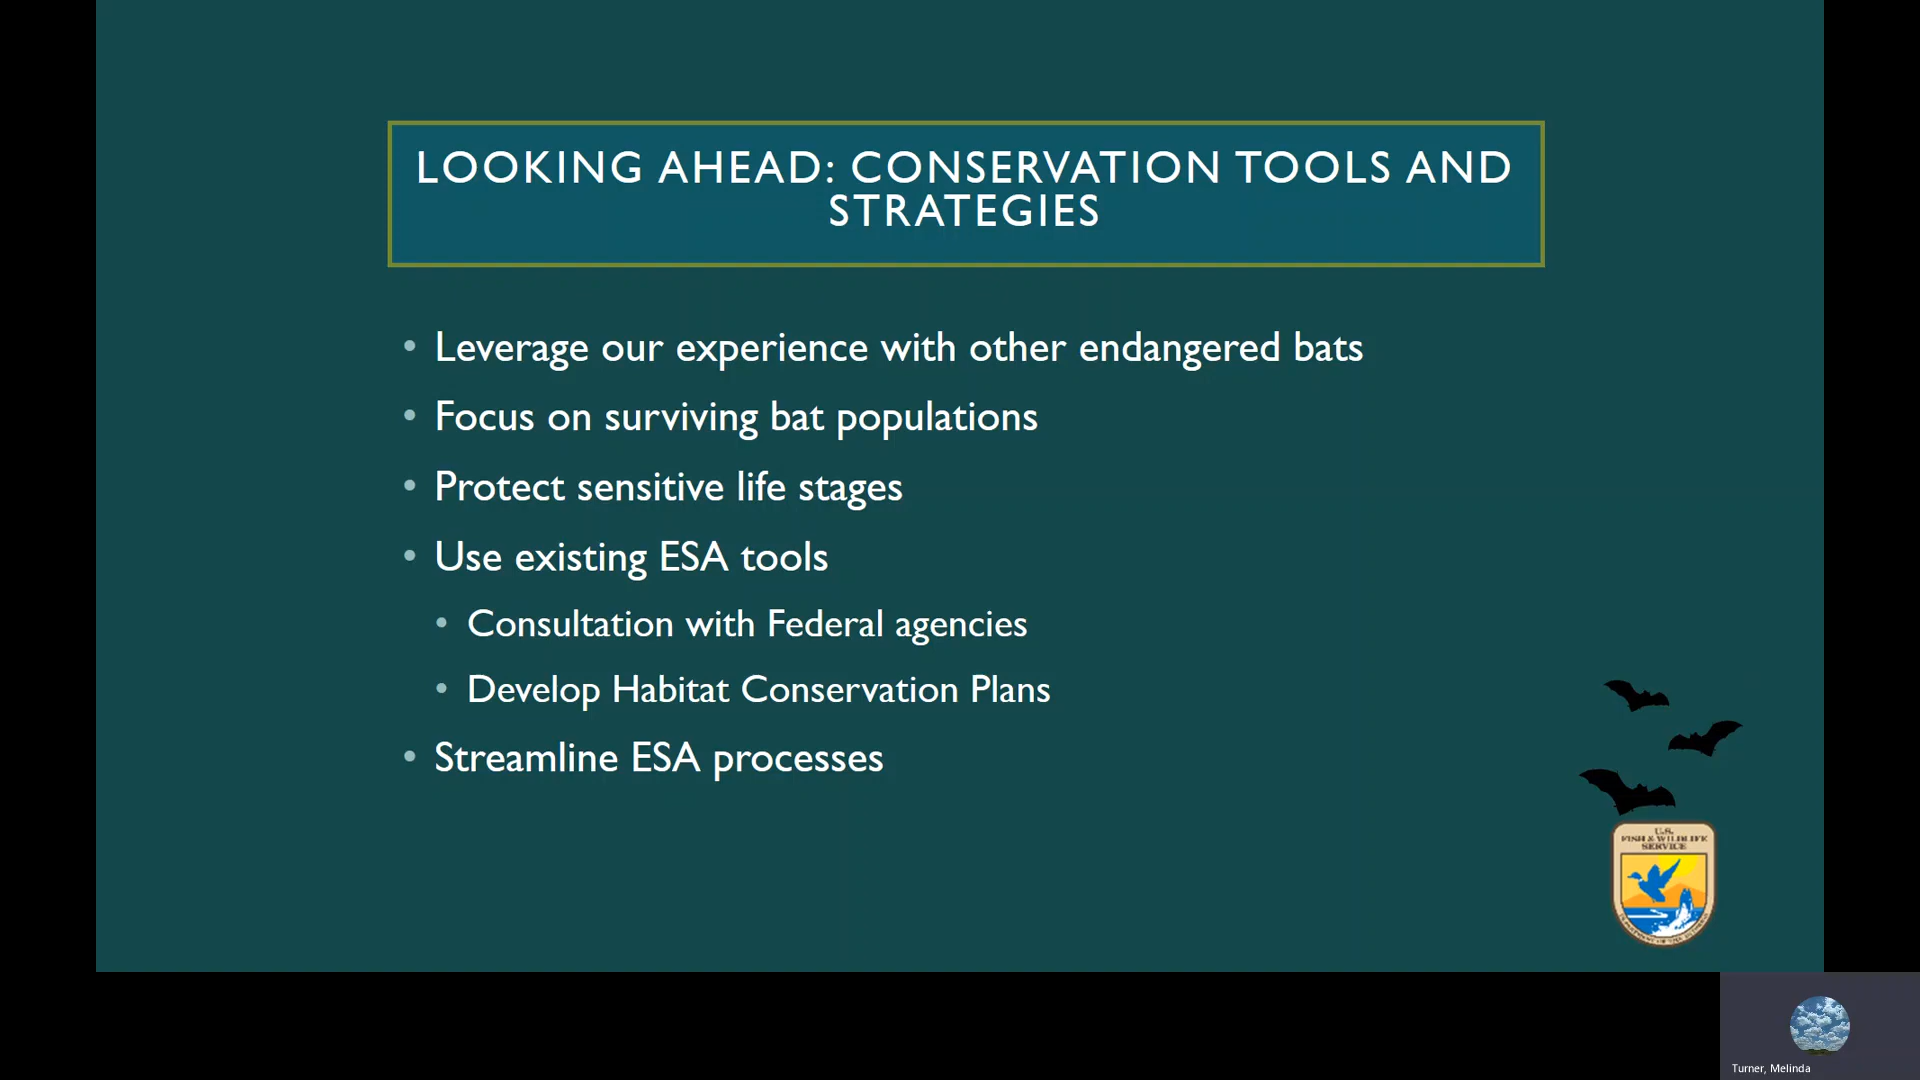 LOOKING AHEAD: CONSERVATION TOOLS AND
STRATEGIES
• Leverage our experience with other endangered bats
• Focus on surviving bat populations
• Protect sensitive life stages
• Use existing ESA tools
• Consultation with Federal agencies
• Develop Habitat Conservation Plans
• Streamline ESA processes
U.S.
FISH & WILDLIFE
SERVICE
Turner, Melinda